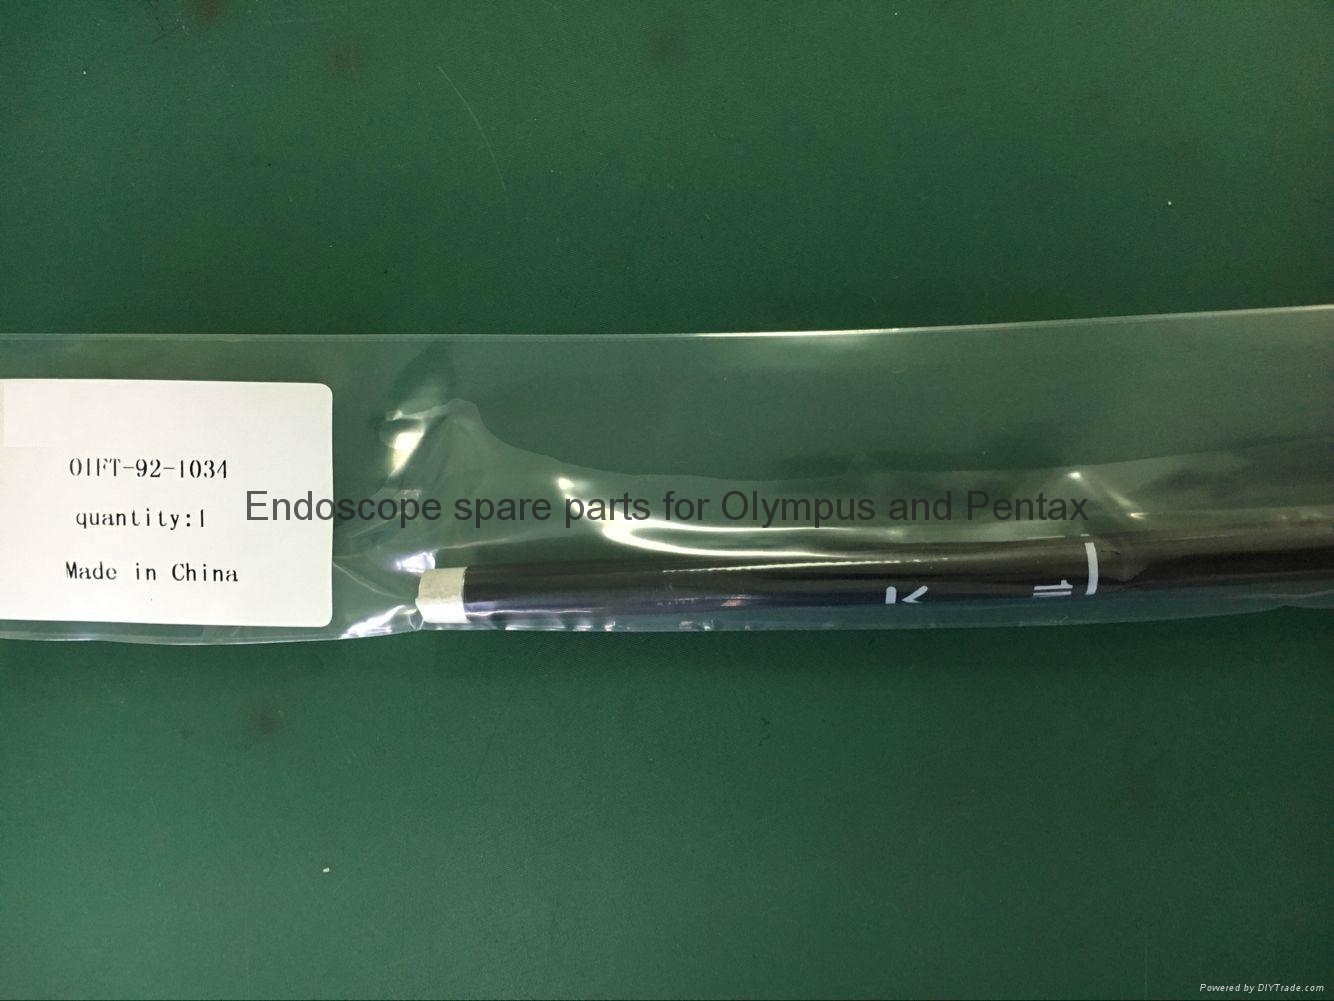 OIFT-92-1034
quantity:1
Made in China
Endoscope spare parts for Olympus and Pentax
Powered by DIYTrade.com